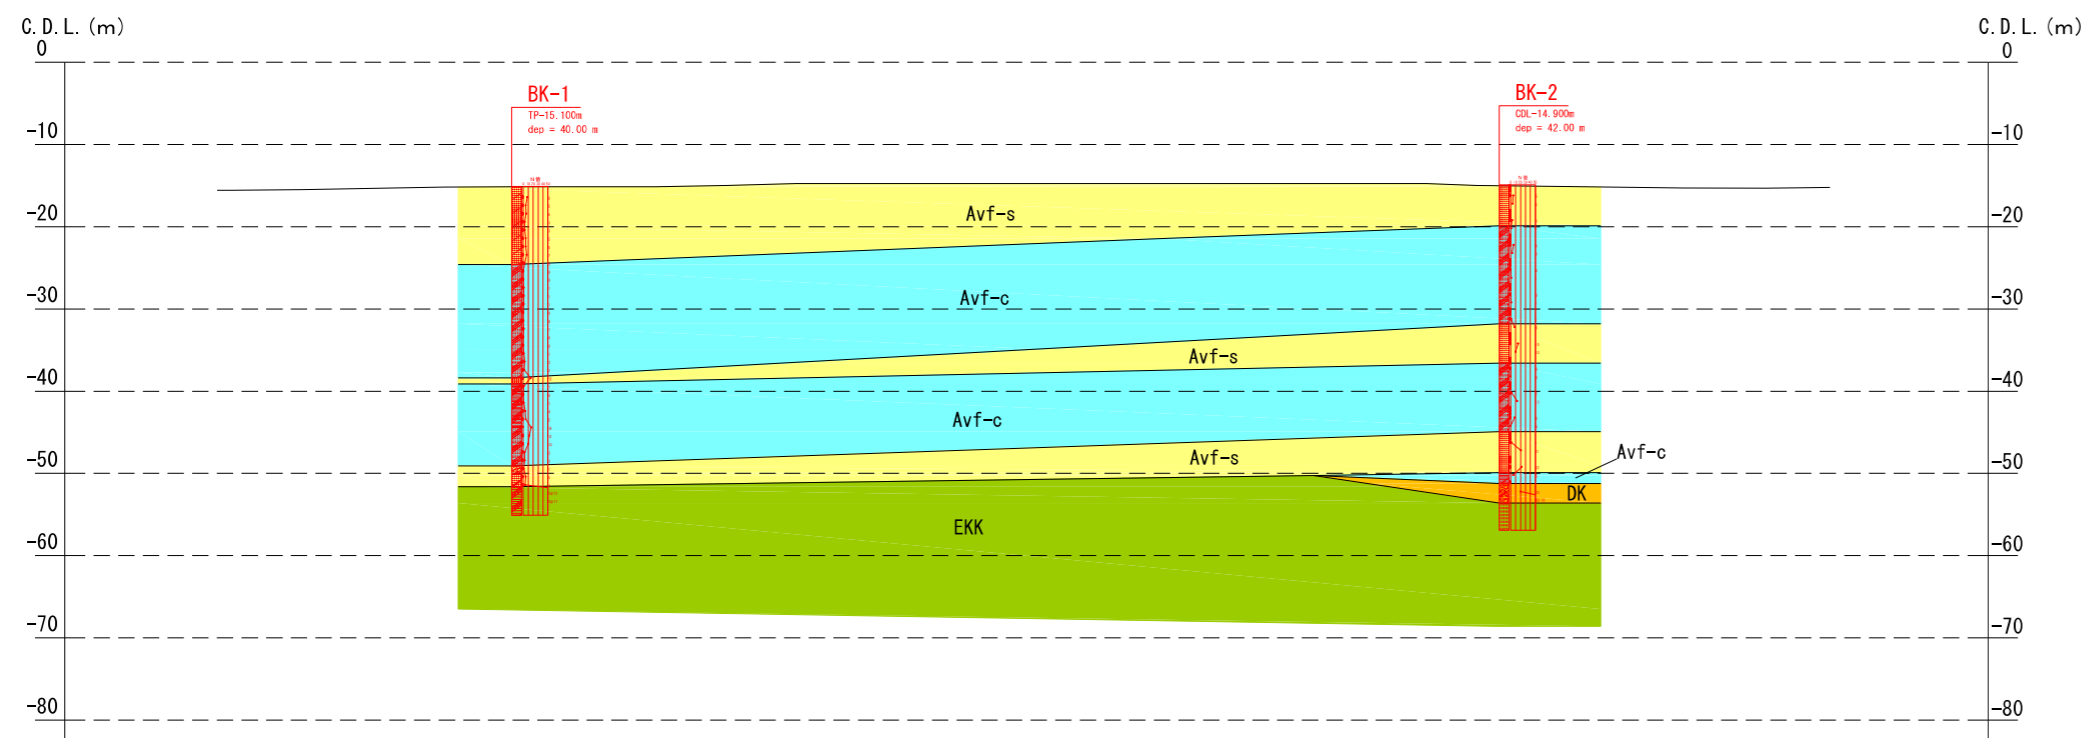 C.D.L.(m)
C.D.L.(m)
0
0
BK-1
BK-2
TP-15.100m
CDL-14.900m
dep = 40.00 m
dep = 42.00 m
-10
-10
-20
Avf-s
-20
-30
Avf-c
-30
Avf-s
-40
-40
Avf-c
-50
Avf-s
Avf-c
-50
DK
EKK
-60
-60
-70
-70
-80
-80